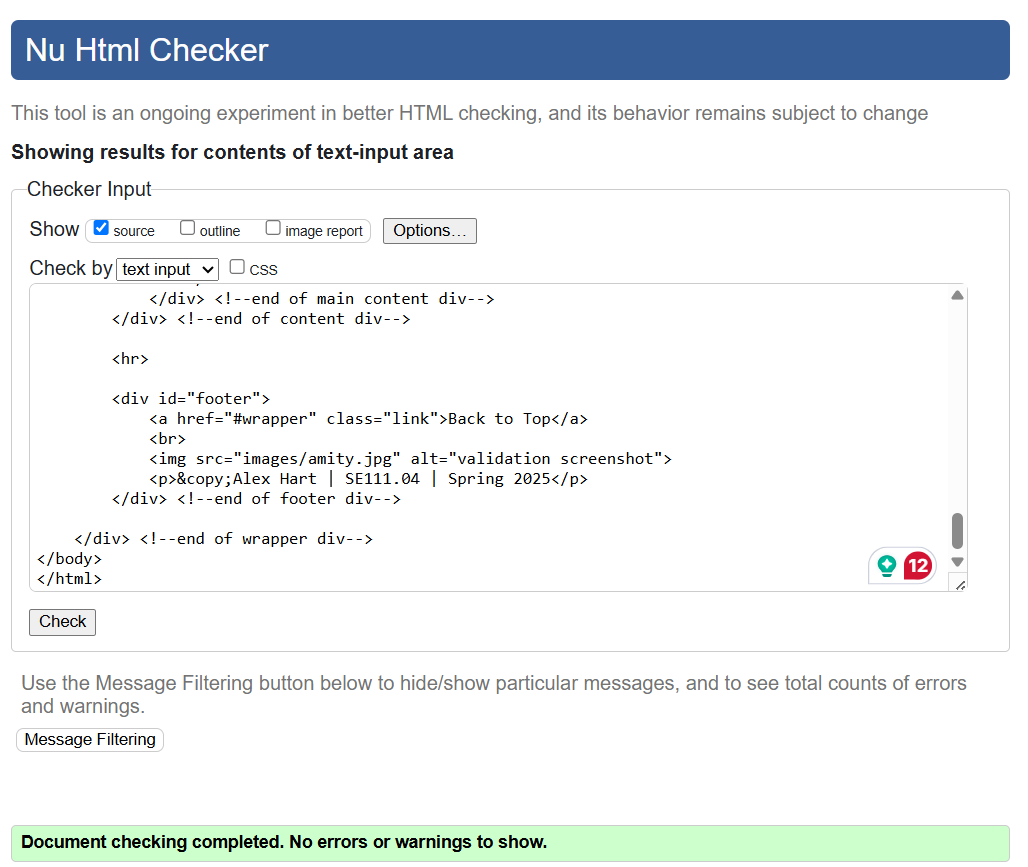 Nu Html Checker
This tool is an ongoing experiment in better HTML checking, and its behavior remains subject to change
Showing results for contents of text-input area
Checker Input
Show source outline image report Options...
Check by text input CSS
</div> <!--end of main content div-->
</div> <!--end of content div-->
<hr>
<div id="footer">
<a href="#wrapper" class="link">Back to Top</a>
<br>
<img src="images/amity.jpg" alt="validation screenshot">
<p>&copy;Alex Hart | SE111.04 | Spring 2025</p>
</div> <!--end of footer div-->
</div> <!--end of wrapper div-->
</body>
</html>
12
Check
Use the Message Filtering button below to hide/show particular messages, and to see total counts of errors
and warnings.
Message Filtering
Document checking completed. No errors or warnings to show.